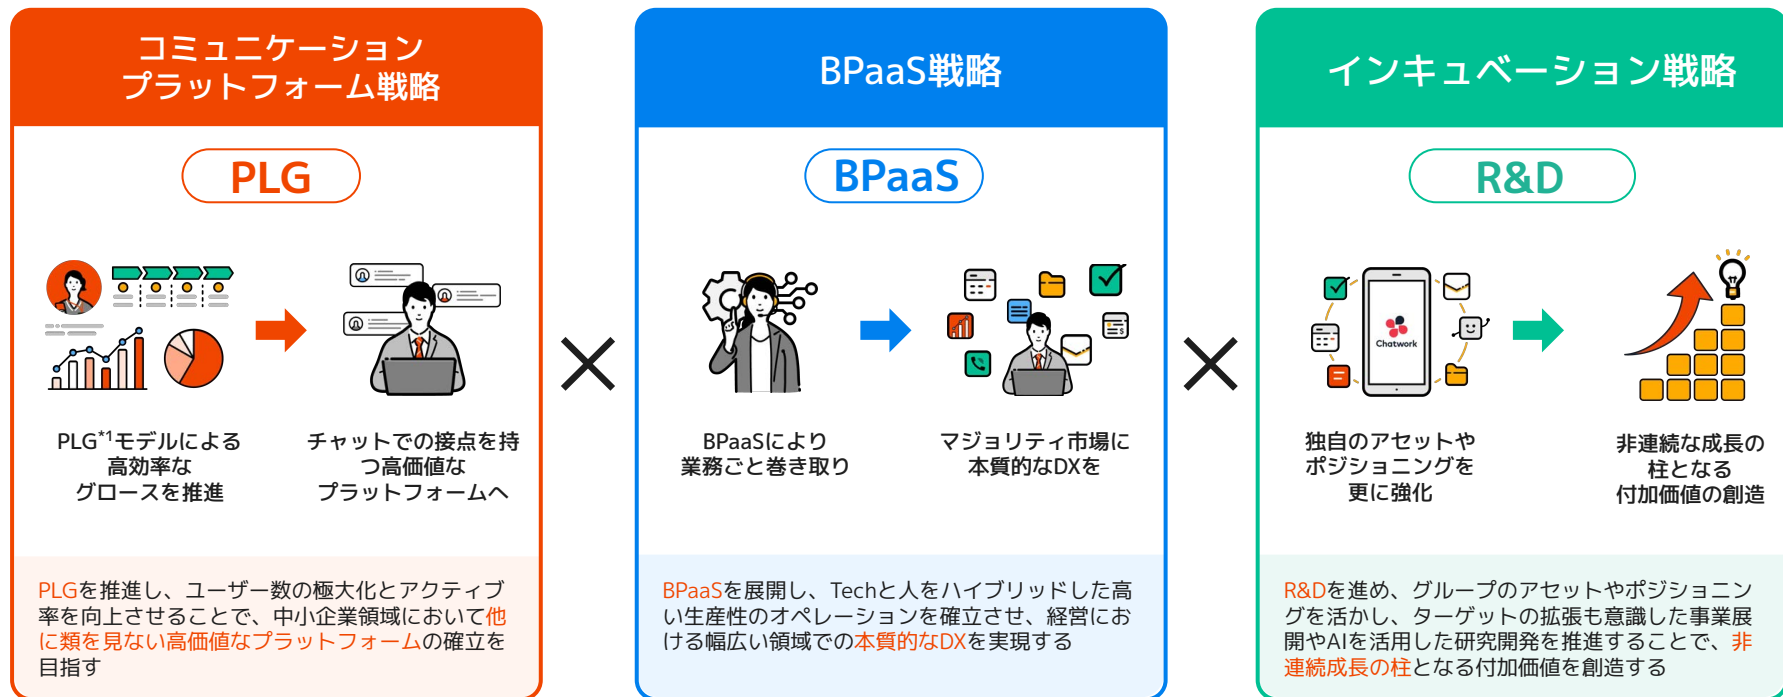 コミュニケーション
プラットフォーム戦略
PLG
PLG*1モデルによる
高効率な
グロースを推進
チャットでの接点を持
つ高価値な
プラットフォームへ
PLGを推進し、ユーザー数の極大化とアクティブ
率を向上させることで、中小企業領域において他
に類を見ない高価値なプラットフォームの確立を
目指す
×
BPaaS戦略
BPaaS
BPaaSにより
業務ごと巻き取り
マジョリティ市場に
本質的なDXを
BPaaSを展開し、Techと人をハイブリッドした高
い生産性のオペレーションを確立させ、経営にお
ける幅広い領域での本質的なDXを実現する
×
インキュベーション戦略
R&D
Chatwork
独自のアセットや
ポジショニングを
更に強化
非連続な成長の
柱となる
付加価値の創造
R&Dを進め、グループのアセットやポジショニン
グを活かし、ターゲットの拡張も意識した事業展
開やAIを活用した研究開発を推進することで、非
連続成長の柱となる付加価値を創造する